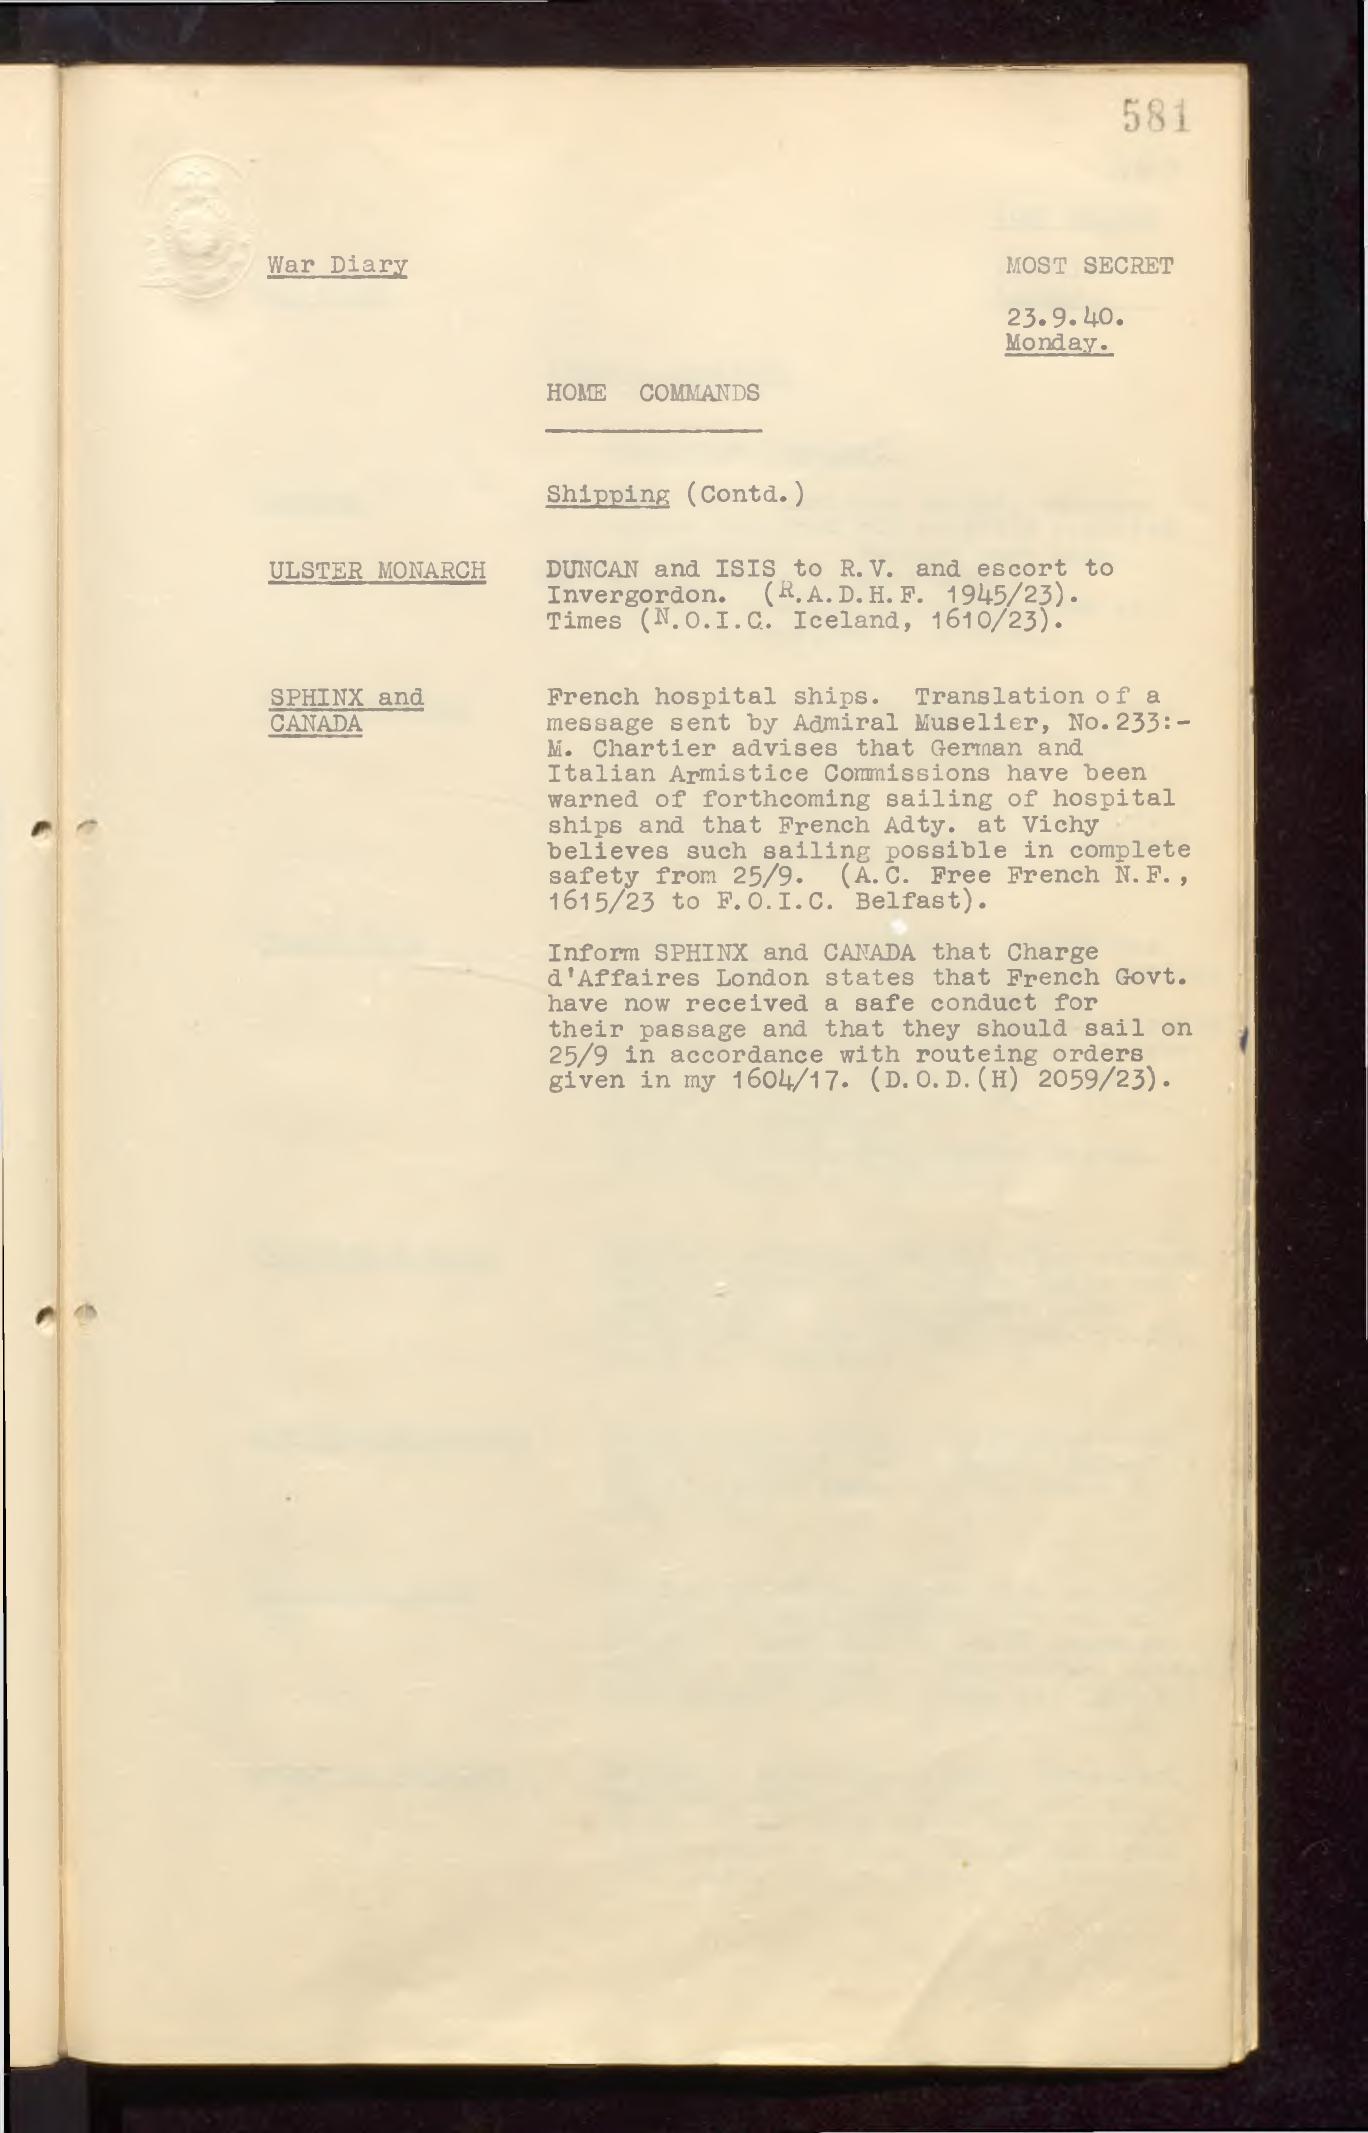 581
War Diary
MOST SECRET
23.9.40.
Monday.
HOME COMMANDS
Shipping (Contd.)
ULSTER MONARCH
DUNCAN and ISIS to R.V. and escort to
Invergordon. (R.A.D.H.F. 1945/23).
Times (N.O.I.C. Iceland, 1610/23).
SPHINX and
CANADA
French hospital ships. Translation of a
message sent by Admiral Muselier, No.233:-
M. Chartier advises that German and
Italian Armistice Commissions have been
warned of forthcoming sailing of hospital
ships and that French Adty. at Vichy
believes such sailing possible in complete
safety from 25/9. (A.C. Free French N.F.,
1615/23 to F.O.I.C. Belfast).
Inform SPHINX and CANADA that Charge
d'Affaires London states that French Govt.
have now received a safe conduct for
their passage and that they should sail on
25/9 in accordance with routeing orders
given in my 1604/17. (D.O.D.(H) 2059/23).